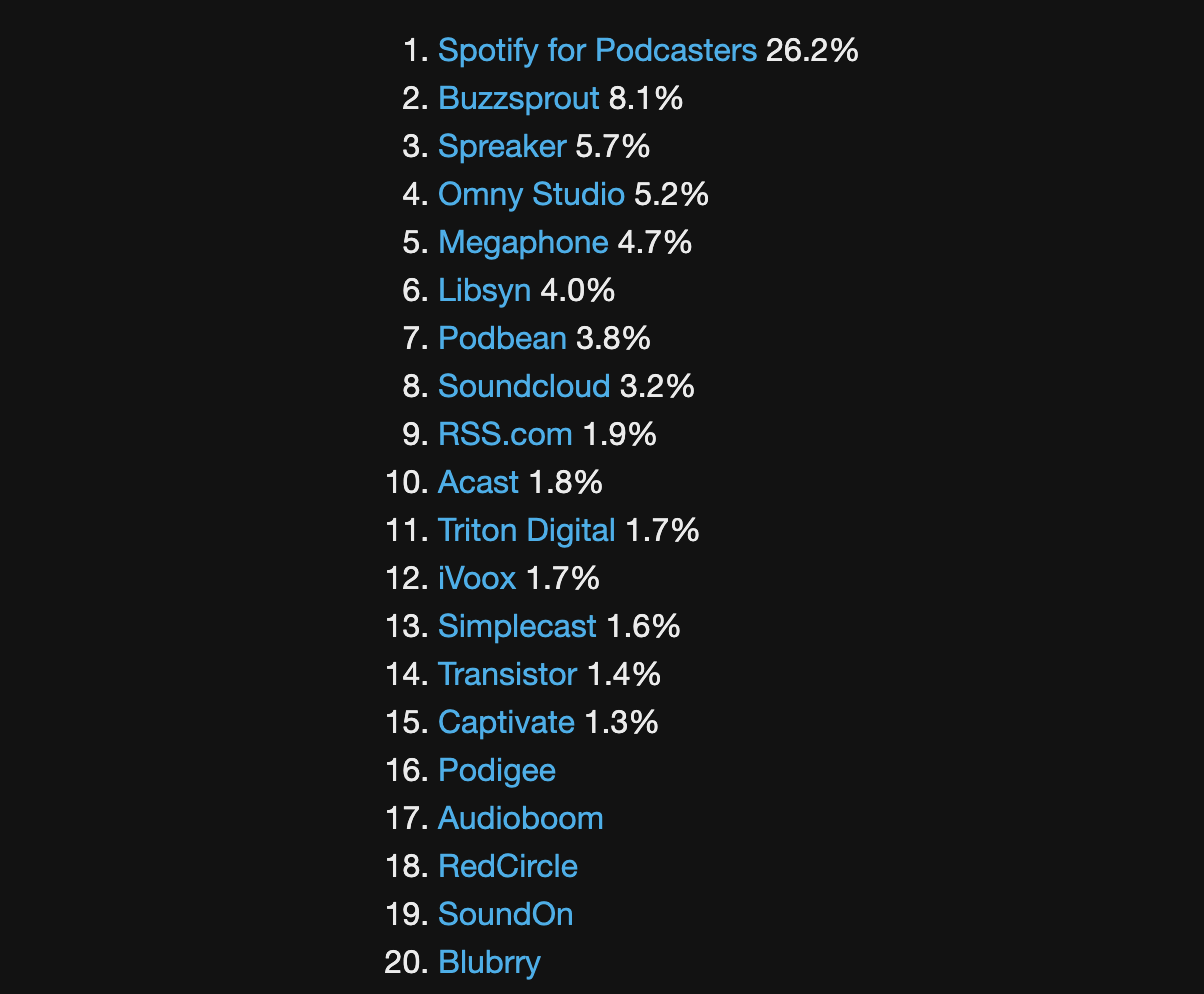 1. Spotify for Podcasters 26.2%
2. Buzzsprout 8.1%
3. Spreaker 5.7%
4. Omny Studio 5.2%
5. Megaphone 4.7%
6. Libsyn 4.0%
7. Podbean 3.8%
8. Soundcloud 3.2%
9. RSS.com 1.9%
10. Acast 1.8%
11. Triton Digital 1.7%
12. iVoox 1.7%
13. Simplecast 1.6%
14. Transistor 1.4%
15. Captivate 1.3%
16. Podigee
17. Audioboom
18. RedCircle
19. SoundOn
20. Blubrry